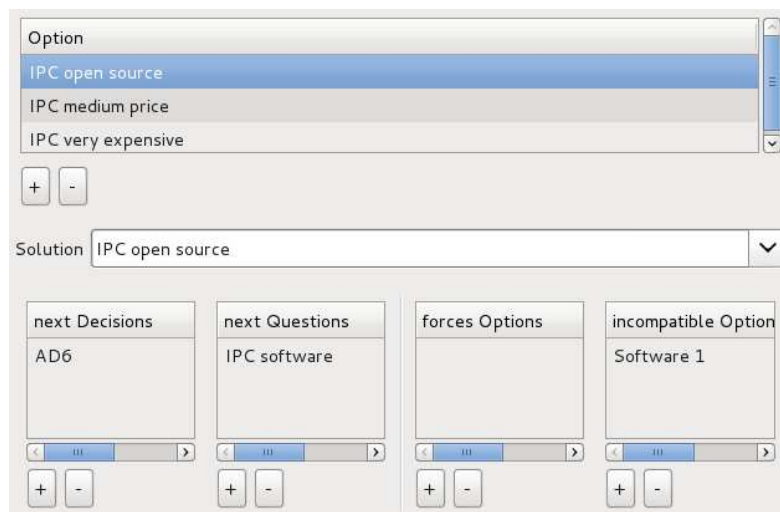 Option
IPC open source
IPC medium price
IPC very expensive
+ -
Solution IPC open source
next Decisions next Questions forces Options incompatible Option
AD6 IPC software Software 1
+ - + - + - + -